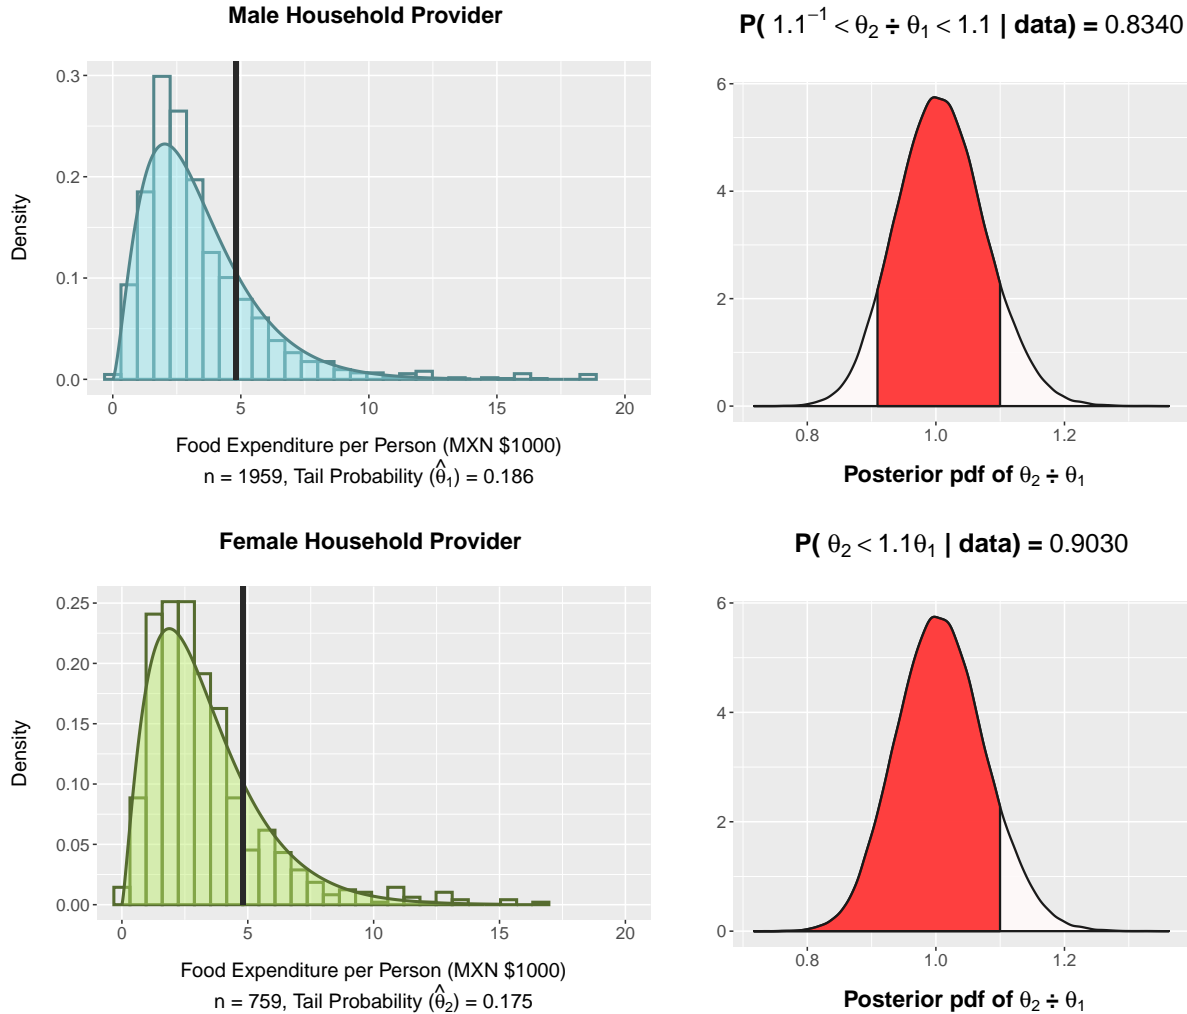 Male Household Provider
0.3
0.2
0.1
0.0
Density
0
5
10
15
20
Food Expenditure per Person (MXN $1000)
n = 1959, Tail Probability (θ̂₁) = 0.186
P( 1.1⁻¹ < θ₂ ÷ θ₁ < 1.1 | data) = 0.8340
6
4
2
0
0.8
1.0
1.2
Posterior pdf of θ₂ ÷ θ₁
Female Household Provider
0.25
0.20
0.15
0.10
0.05
0.00
Density
0
5
10
15
20
Food Expenditure per Person (MXN $1000)
n = 759, Tail Probability (θ̂₂) = 0.175
P( θ₂ < 1.1θ₁ | data) = 0.9030
6
4
2
0
0.8
1.0
1.2
Posterior pdf of θ₂ ÷ θ₁